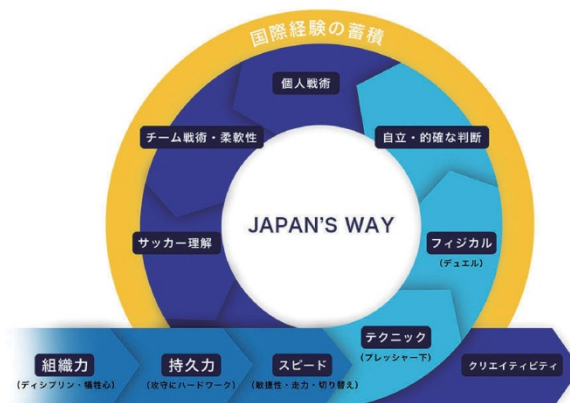 国際経験の蓄積
個人戦術
チーム戦術・柔軟性
自立・的確な判断
JAPAN'S WAY
サッカー理解
フィジカル
(デュエル)
テクニック
(プレッシャー下)
組織力
(ディシプリン・犠牲心)
持久力
(攻守にハードワーク)
スピード
(敏捷性・走力・切り替え)
クリエイティビティ